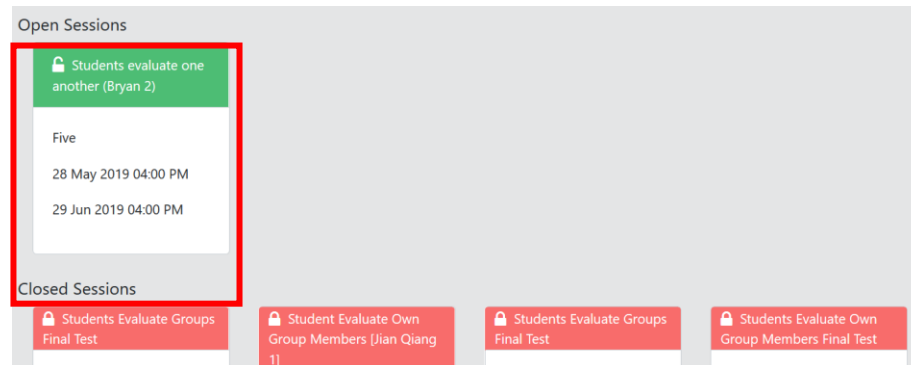 Open Sessions
Students evaluate one
another (Bryan 2)
Five
28 May 2019 04:00 PM
29 Jun 2019 04:00 PM
Closed Sessions
Students Evaluate Groups
Final Test
Student Evaluate Own
Group Members [Jian Qiang
1]
Students Evaluate Groups
Final Test
Students Evaluate Own
Group Members Final Test